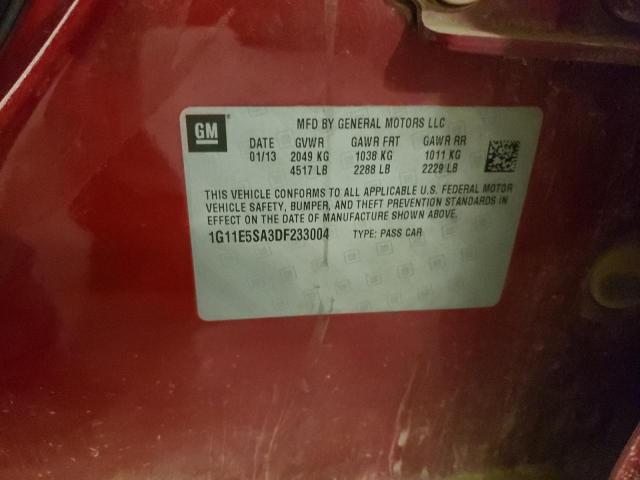 GM
MFD BY GENERAL MOTORS LLC
DATE GVWR GAWR FRT GAWR RR
01/13 2049 KG 1038 KG 1011 KG
4517 LB 2288 LB 2229 LB
THIS VEHICLE CONFORMS TO ALL APPLICABLE U.S. FEDERAL MOTOR
VEHICLE SAFETY, BUMPER, AND THEFT PREVENTION STANDARDS IN
EFFECT ON THE DATE OF MANUFACTURE SHOWN ABOVE.
1G11E5SA3DF233004 TYPE: PASS CAR